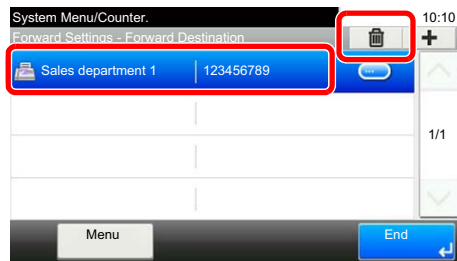 System Menu/Counter. 10:10
Forward Settings - Forward Destination
Sales department 1 123456789
1/1
Menu End